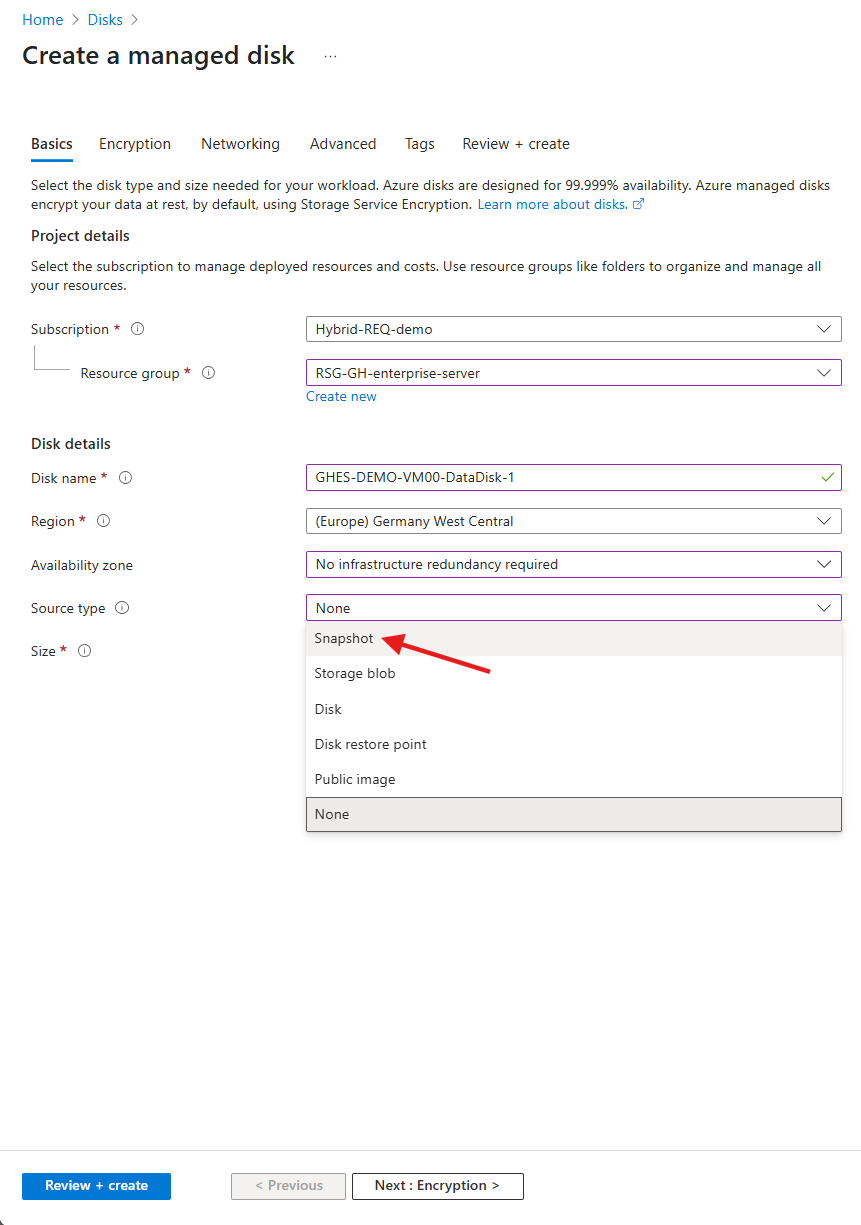 Home > Disks >
Create a managed disk ...
Basics Encryption Networking Advanced Tags Review + create
Select the disk type and size needed for your workload. Azure disks are designed for 99.999% availability. Azure managed disks
encrypt your data at rest, by default, using Storage Service Encryption. Learn more about disks.
Project details
Select the subscription to manage deployed resources and costs. Use resource groups like folders to organize and manage all
your resources.
Subscription * Hybrid-REQ-demo
Resource group * RSG-GH-enterprise-server
Create new
Disk details
Disk name * GHES-DEMO-VM00-DataDisk-1
Region * (Europe) Germany West Central
Availability zone No infrastructure redundancy required
Source type None
Snapshot
Size *
Storage blob
Disk
Disk restore point
Public image
None
Review + create < Previous Next : Encryption >